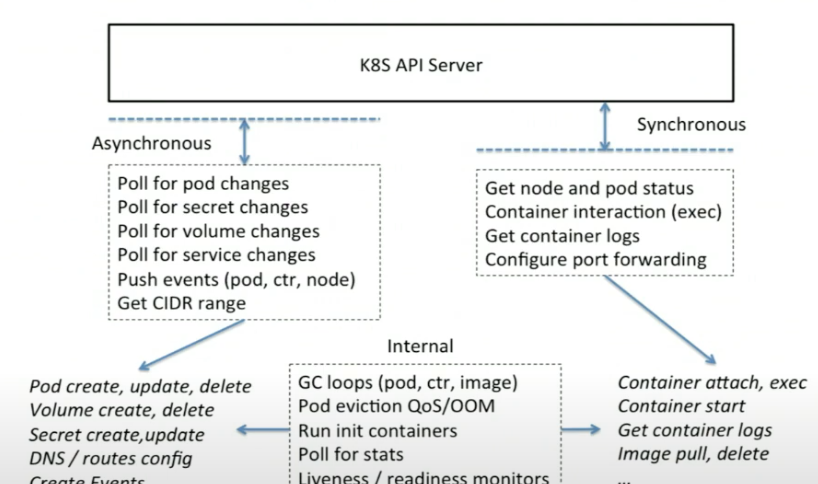 K8S API Server
Asynchronous
Synchronous
Poll for pod changes
Poll for secret changes
Poll for volume changes
Poll for service changes
Push events (pod, ctr, node)
Get CIDR range
Get node and pod status
Container interaction (exec)
Get container logs
Configure port forwarding
Internal
Pod create, update, delete
Volume create, delete
Secret create,update
DNS / routes config
Create Events
GC loops (pod, ctr, image)
Pod eviction QoS/OOM
Run init containers
Poll for stats
Liveness / readiness monitors
Container attach, exec
Container start
Get container logs
Image pull, delete
...